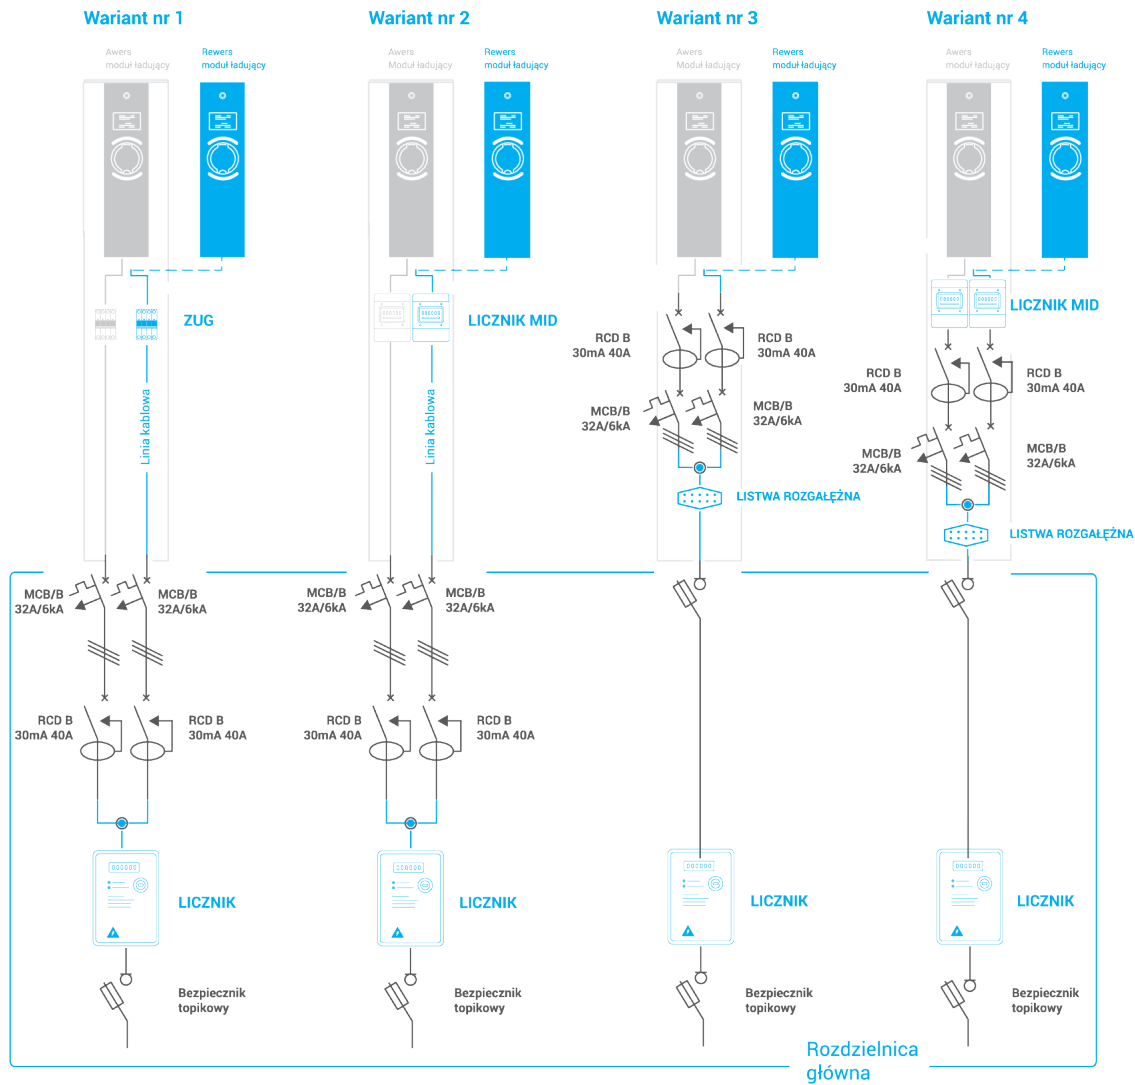 Wariant nr 1
Wariant nr 2
Wariant nr 3
Wariant nr 4
Awers
moduł ładujący
Rewers
moduł ładujący
Awers
Moduł ładujący
Rewers
moduł ładujący
Awers
Moduł ładujący
Rewers
moduł ładujący
Awers
moduł ładujący
Rewers
moduł ładujący
ZUG
LICZNIK MID
LICZNIK MID
RCD B
30mA 40A
RCD B
30mA 40A
RCD B
30mA 40A
RCD B
30mA 40A
Linia kablowa
Linia kablowa
MCB/B
32A/6kA
MCB/B
32A/6kA
MCB/B
32A/6kA
MCB/B
32A/6kA
LISTWA ROZGAŁĘŹNA
LISTWA ROZGAŁĘŹNA
MCB/B
32A/6kA
MCB/B
32A/6kA
MCB/B
32A/6kA
MCB/B
32A/6kA
RCD B
30mA 40A
RCD B
30mA 40A
RCD B
30mA 40A
RCD B
30mA 40A
LICZNIK
LICZNIK
LICZNIK
LICZNIK
Bezpiecznik
topikowy
Bezpiecznik
topikowy
Bezpiecznik
topikowy
Bezpiecznik
topikowy
Rozdzielnica
główna